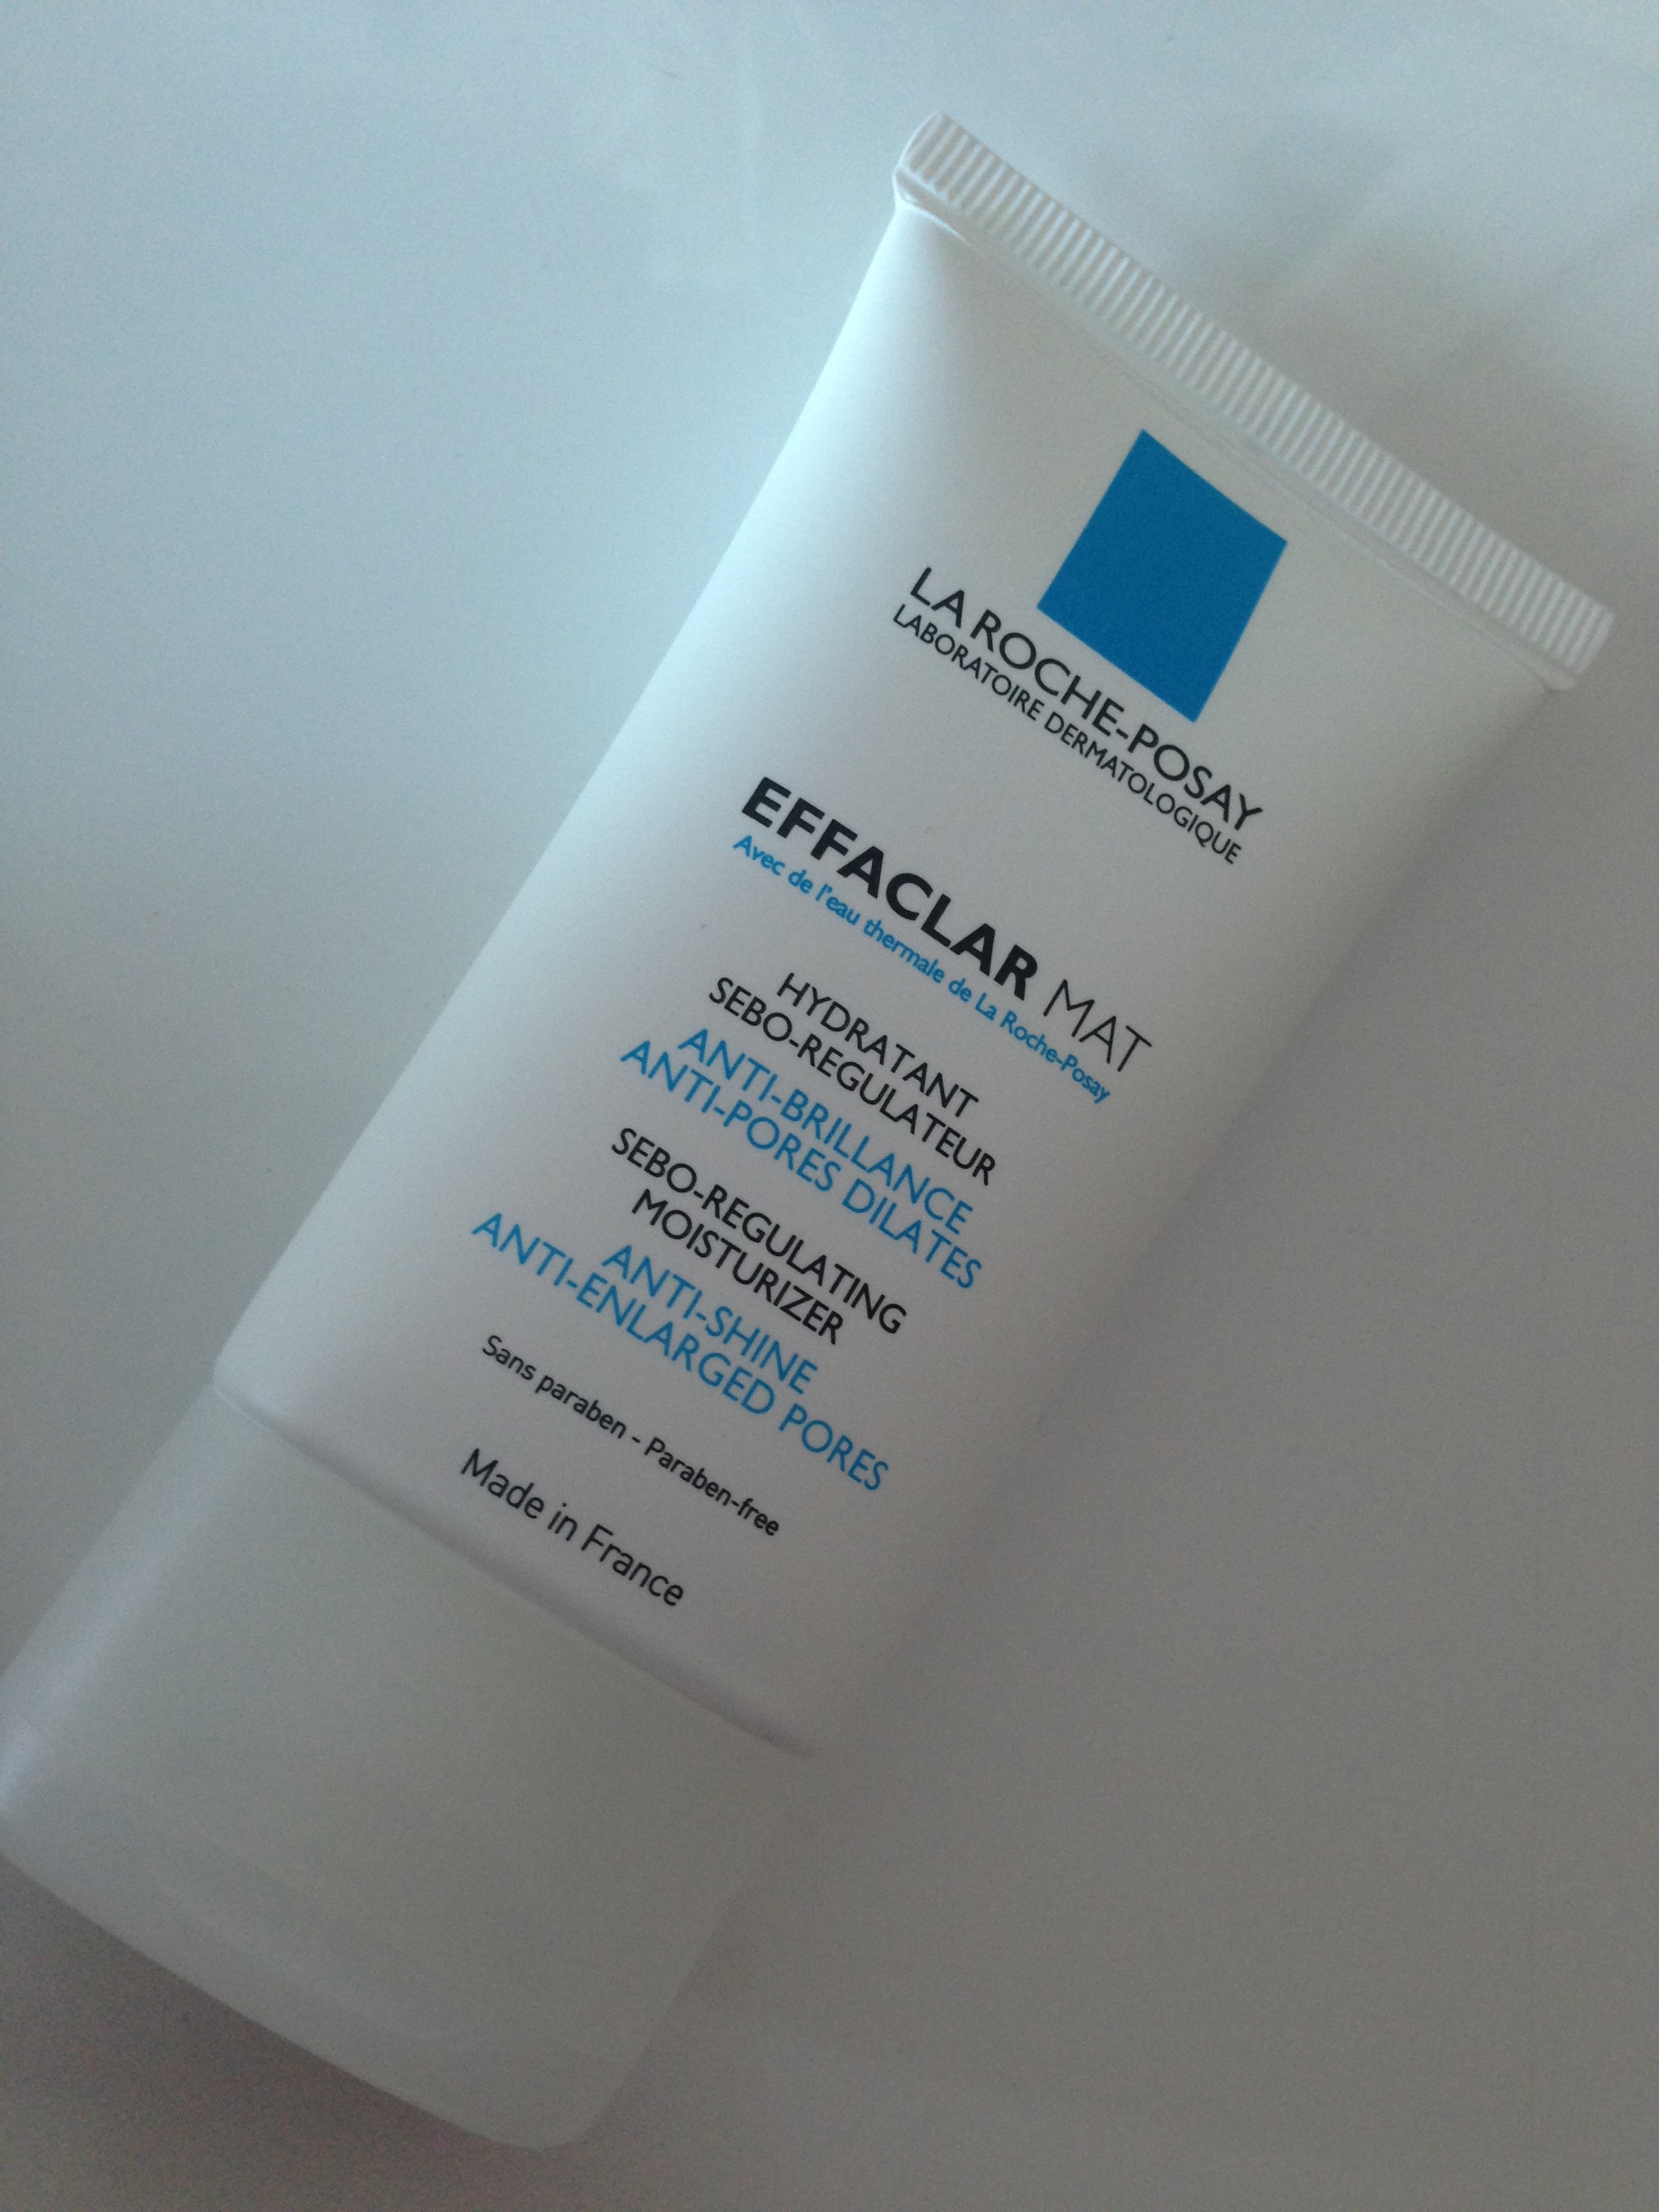 LA ROCHE-POSAY
LABORATOIRE DERMATOLOGIQUE
EFFACLAR MAT
Avec de l'eau thermale de La Roche-Posay
HYDRATANT
SEBO-REGULATEUR
ANTI-BRILLANCE
ANTI-PORES DILATES
SEBO-REGULATING
MOISTURIZER
ANTI-SHINE
ANTI-ENLARGED PORES
Sans paraben - Paraben-free
Made in France